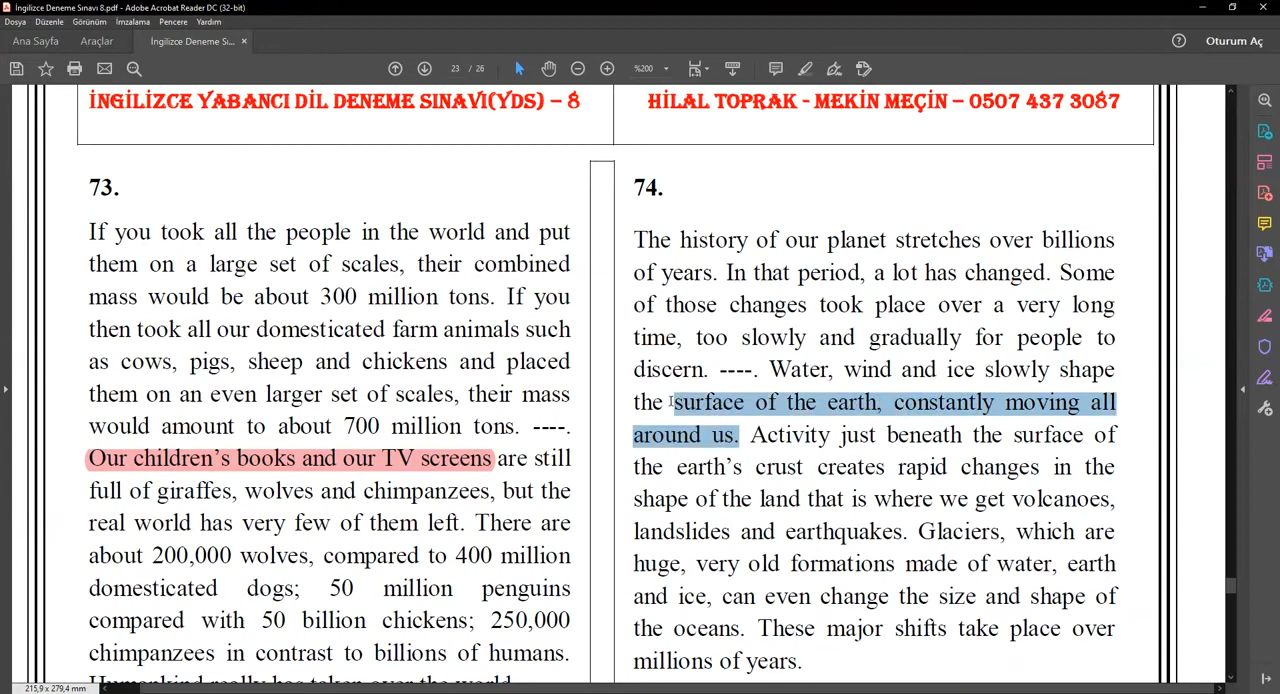 İngilizce Deneme Sınavı 8.pdf - Adobe Acrobat Reader DC (32-bit)
Dosya Düzenle Görünüm İmzalama Pencere Yardım
Ana Sayfa Araçlar İngilizce Deneme Sı... × Oturum Aç
23 / 26 %200
İNGİLİZCE YABANCI DİL DENEME SINAVI(YDS) – 8
HİLAL TOPRAK - MEKİN MEÇİN – 0507 437 3087
73.
If you took all the people in the world and put
them on a large set of scales, their combined
mass would be about 300 million tons. If you
then took all our domesticated farm animals such
as cows, pigs, sheep and chickens and placed
them on an even larger set of scales, their mass
would amount to about 700 million tons. ----.
Our children’s books and our TV screens are still
full of giraffes, wolves and chimpanzees, but the
real world has very few of them left. There are
about 200,000 wolves, compared to 400 million
domesticated dogs; 50 million penguins
compared with 50 billion chickens; 250,000
chimpanzees in contrast to billions of humans.
Humankind really has taken over the world.
74.
The history of our planet stretches over billions
of years. In that period, a lot has changed. Some
of those changes took place over a very long
time, too slowly and gradually for people to
discern. ----. Water, wind and ice slowly shape
the surface of the earth, constantly moving all
around us. Activity just beneath the surface of
the earth’s crust creates rapid changes in the
shape of the land that is where we get volcanoes,
landslides and earthquakes. Glaciers, which are
huge, very old formations made of water, earth
and ice, can even change the size and shape of
the oceans. These major shifts take place over
millions of years.
215,9 x 279,4 mm